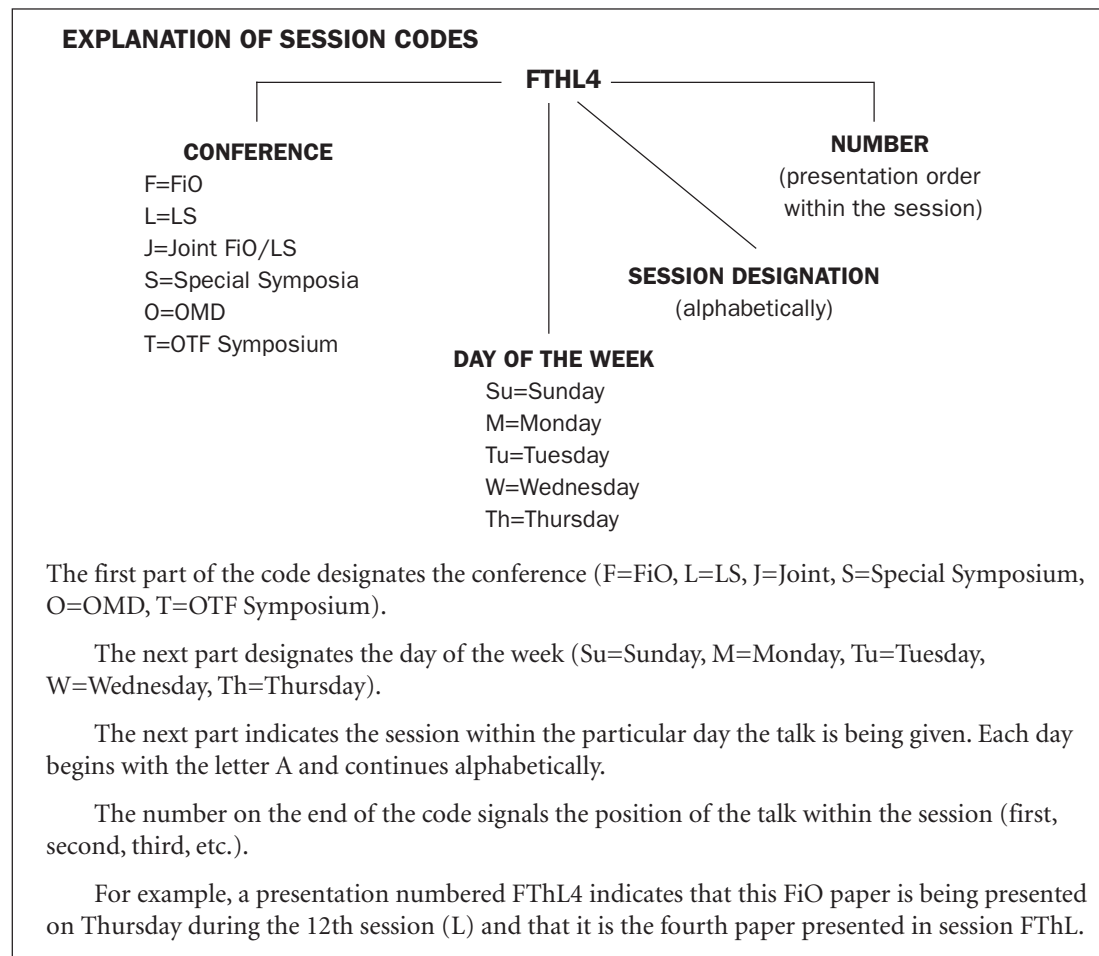 EXPLANATION OF SESSION CODES
FTHL4
CONFERENCE
F=FiO
L=LS
J=Joint FiO/LS
S=Special Symposia
O=OMD
T=OTF Symposium
NUMBER
(presentation order
within the session)
SESSION DESIGNATION
(alphabetically)
DAY OF THE WEEK
Su=Sunday
M=Monday
Tu=Tuesday
W=Wednesday
Th=Thursday
The first part of the code designates the conference (F=FiO, L=LS, J=Joint, S=Special Symposium,
O=OMD, T=OTF Symposium).
The next part designates the day of the week (Su=Sunday, M=Monday, Tu=Tuesday,
W=Wednesday, Th=Thursday).
The next part indicates the session within the particular day the talk is being given. Each day
begins with the letter A and continues alphabetically.
The number on the end of the code signals the position of the talk within the session (first,
second, third, etc.).
For example, a presentation numbered FThL4 indicates that this FiO paper is being presented
on Thursday during the 12th session (L) and that it is the fourth paper presented in session FThL.